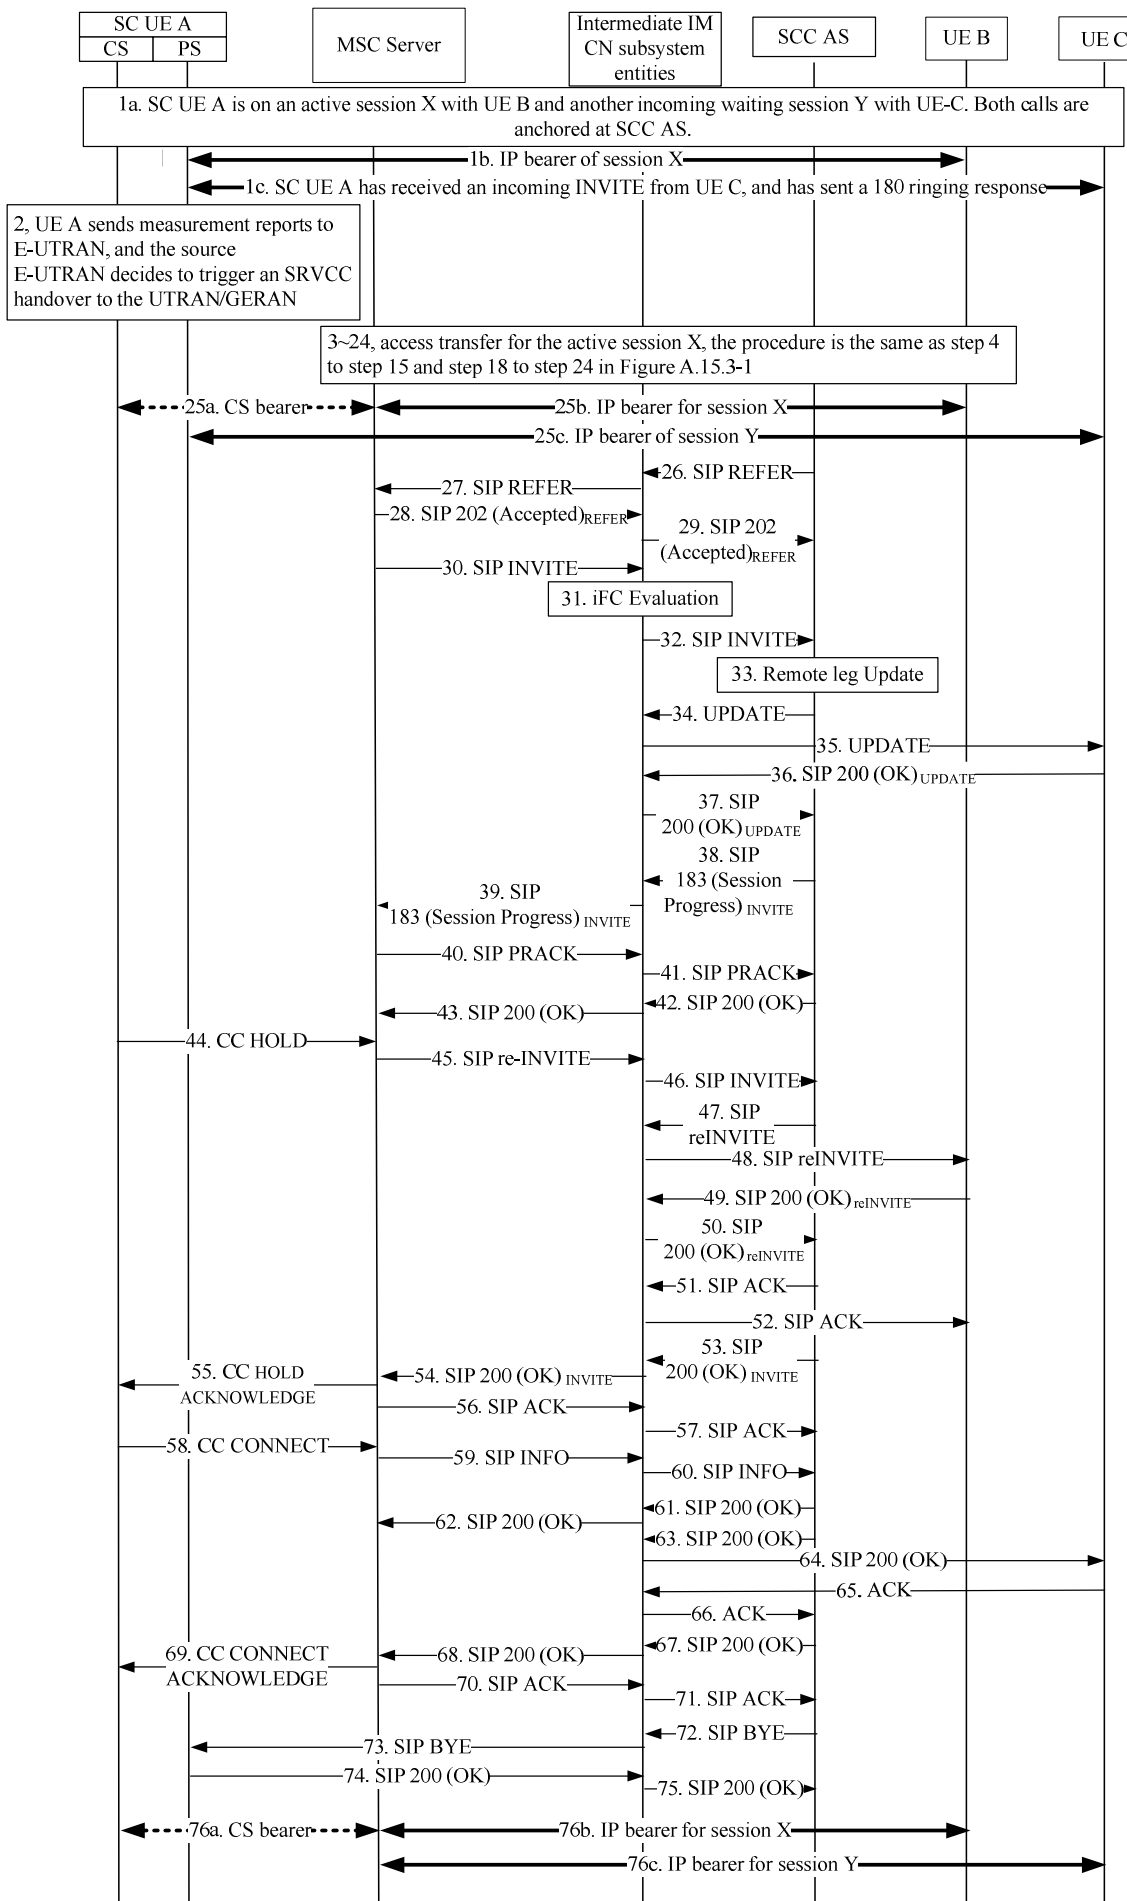 SC UE A
CS
PS
MSC Server
Intermediate IM
CN subsystem
entities
SCC AS
UE B
UE C
1a. SC UE A is on an active session X with UE B and another incoming waiting session Y with UE-C. Both calls are
anchored at SCC AS.
1b. IP bearer of session X
1c. SC UE A has received an incoming INVITE from UE C, and has sent a 180 ringing response
2, UE A sends measurement reports to
E-UTRAN, and the source
E-UTRAN decides to trigger an SRVCC
handover to the UTRAN/GERAN
3~24, access transfer for the active session X, the procedure is the same as step 4
to step 15 and step 18 to step 24 in Figure A.15.3-1
25a. CS bearer
25b. IP bearer for session X
25c. IP bearer of session Y
26. SIP REFER
27. SIP REFER
28. SIP 202 (Accepted) REFER
29. SIP 202
(Accepted) REFER
30. SIP INVITE
31. iFC Evaluation
32. SIP INVITE
33. Remote leg Update
34. UPDATE
35. UPDATE
36. SIP 200 (OK) UPDATE
37. SIP
200 (OK) UPDATE
38. SIP
183 (Session
Progress) INVITE
39. SIP
183 (Session Progress) INVITE
40. SIP PRACK
41. SIP PRACK
42. SIP 200 (OK)
43. SIP 200 (OK)
44. CC HOLD
45. SIP re-INVITE
46. SIP INVITE
47. SIP
reINVITE
48. SIP reINVITE
49. SIP 200 (OK) reINVITE
50. SIP
200 (OK) reINVITE
51. SIP ACK
52. SIP ACK
53. SIP
200 (OK) INVITE
54. SIP 200 (OK) INVITE
55. CC HOLD
ACKNOWLEDGE
56. SIP ACK
57. SIP ACK
58. CC CONNECT
59. SIP INFO
60. SIP INFO
61. SIP 200 (OK)
62. SIP 200 (OK)
63. SIP 200 (OK)
64. SIP 200 (OK)
65. ACK
66. ACK
67. SIP 200 (OK)
68. SIP 200 (OK)
69. CC CONNECT
ACKNOWLEDGE
70. SIP ACK
71. SIP ACK
72. SIP BYE
73. SIP BYE
74. SIP 200 (OK)
75. SIP 200 (OK)
76a. CS bearer
76b. IP bearer for session X
76c. IP bearer for session Y